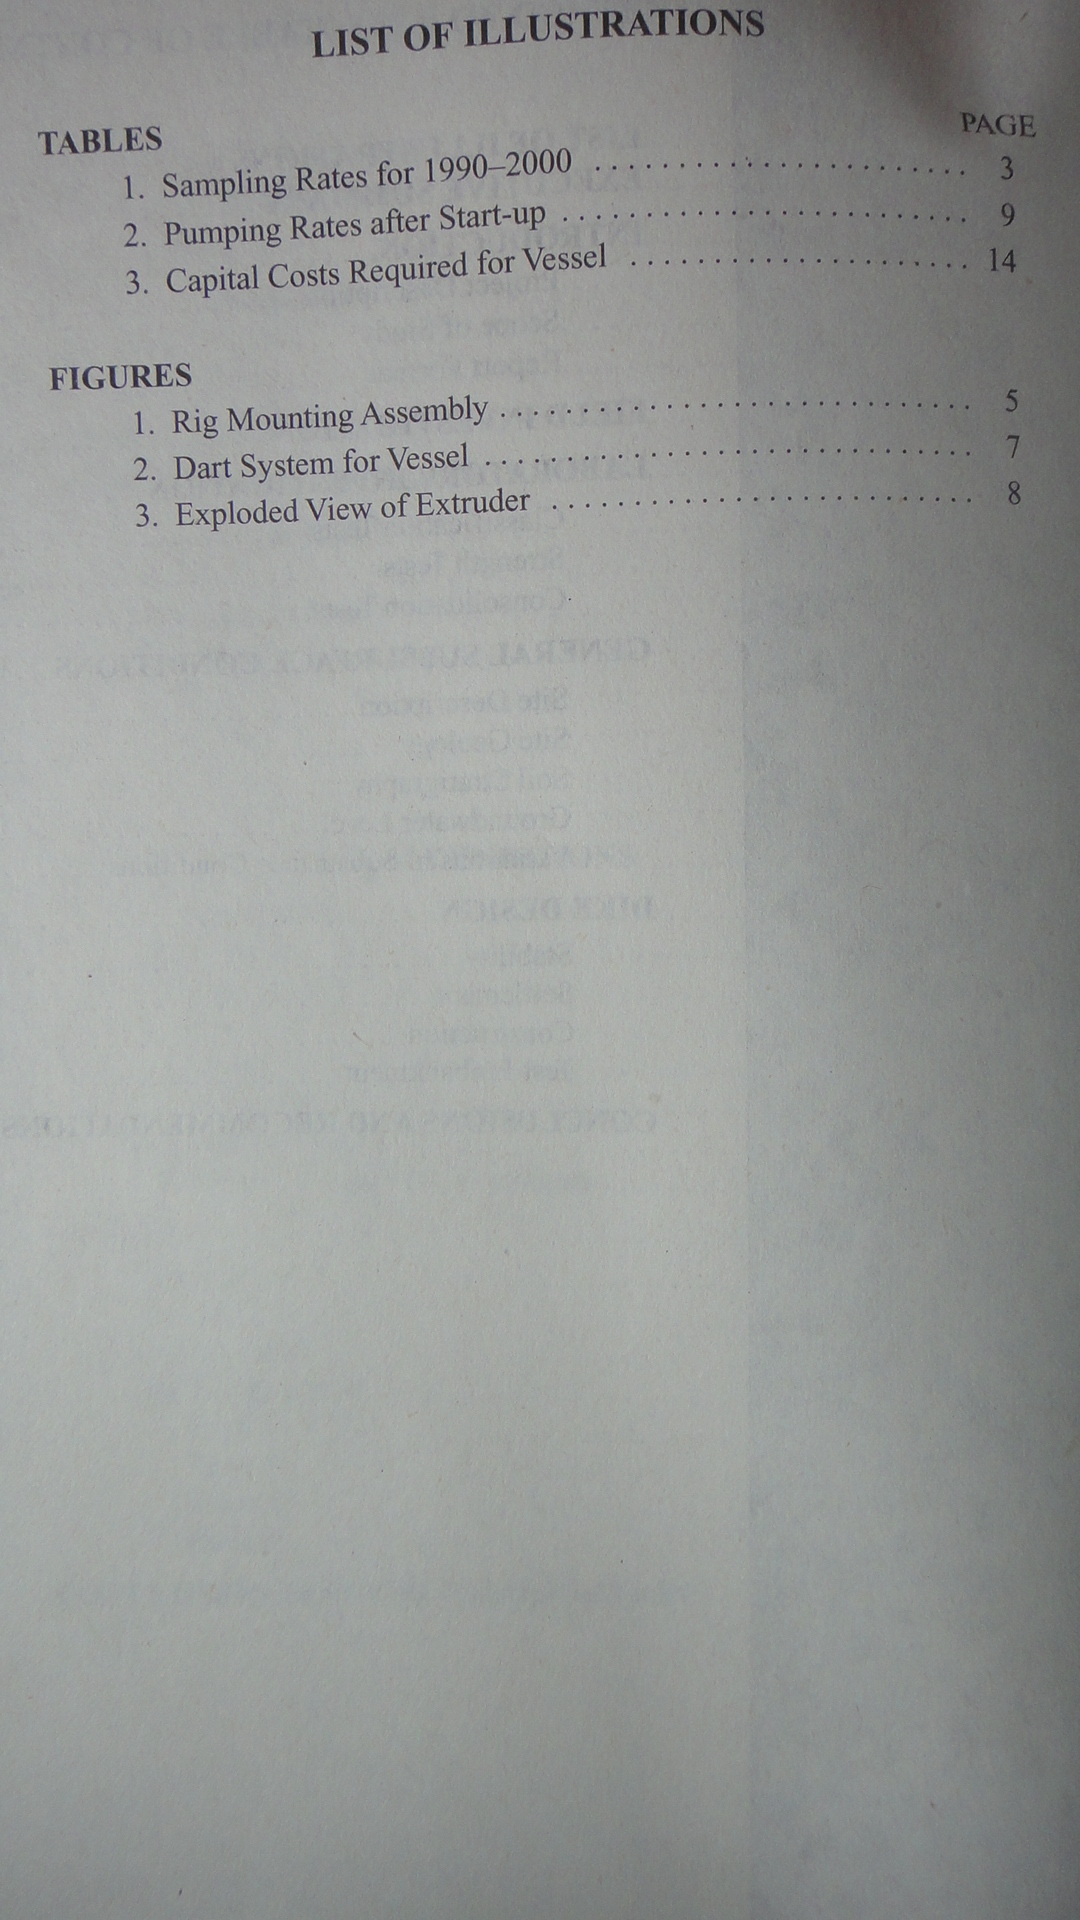 LIST OF ILLUSTRATIONS
TABLES PAGE
1. Sampling Rates for 1990–2000 . . . . . . . . . . . . . . . . . . . . . . . . . . . . 3
2. Pumping Rates after Start-up . . . . . . . . . . . . . . . . . . . . . . . . . . . . . . 9
3. Capital Costs Required for Vessel . . . . . . . . . . . . . . . . . . . . . . . . . 14
FIGURES
1. Rig Mounting Assembly . . . . . . . . . . . . . . . . . . . . . . . . . . . . . . . . . . . 5
2. Dart System for Vessel . . . . . . . . . . . . . . . . . . . . . . . . . . . . . . . . . . . . 7
3. Exploded View of Extruder . . . . . . . . . . . . . . . . . . . . . . . . . . . . . . . 8